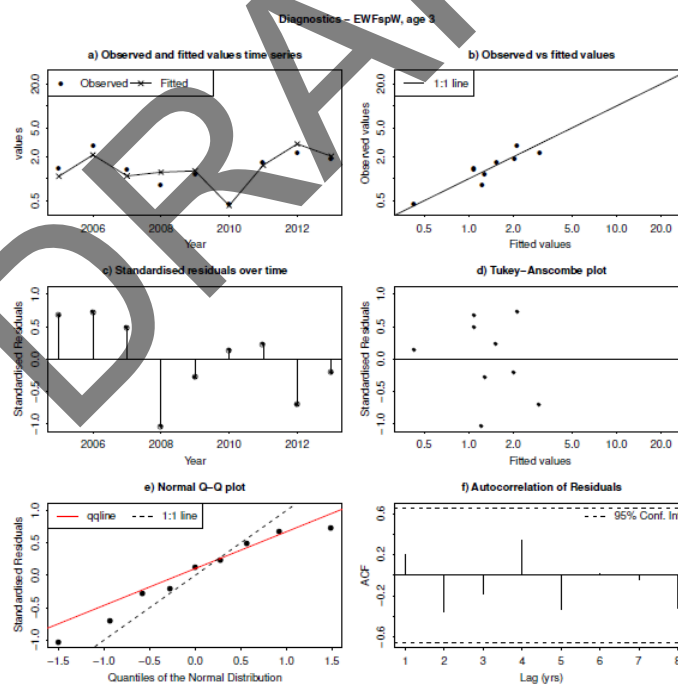 Diagnostics − EWFspW, age 3
a) Observed and fitted values time series
b) Observed vs fitted values
Observed Fitted
1:1 line
values
Observed values
20.0
5.0
2.0
0.5
20.0
5.0
2.0
0.5
2006 2008 2010 2012
Year
0.5 1.0 2.0 5.0 10.0 20.0
Fitted values
c) Standardised residuals over time
d) Tukey−Anscombe plot
Standardised Residuals
Standardised Residuals
1.0
0.5
0.0
−0.5
−1.0
1.0
0.5
0.0
−0.5
−1.0
2006 2008 2010 2012
Year
0.5 1.0 2.0 5.0 10.0 20.0
Fitted values
e) Normal Q−Q plot
f) Autocorrelation of Residuals
qqline 1:1 line
95% Conf. Int
Standardised Residuals
ACF
1.0
0.5
0.0
−0.5
−1.0
0.6
0.2
−0.2
−0.6
−1.5 −1.0 −0.5 0.0 0.5 1.0 1.5
Quantiles of the Normal Distribution
1 2 3 4 5 6 7 8
Lag (yrs)
DRA